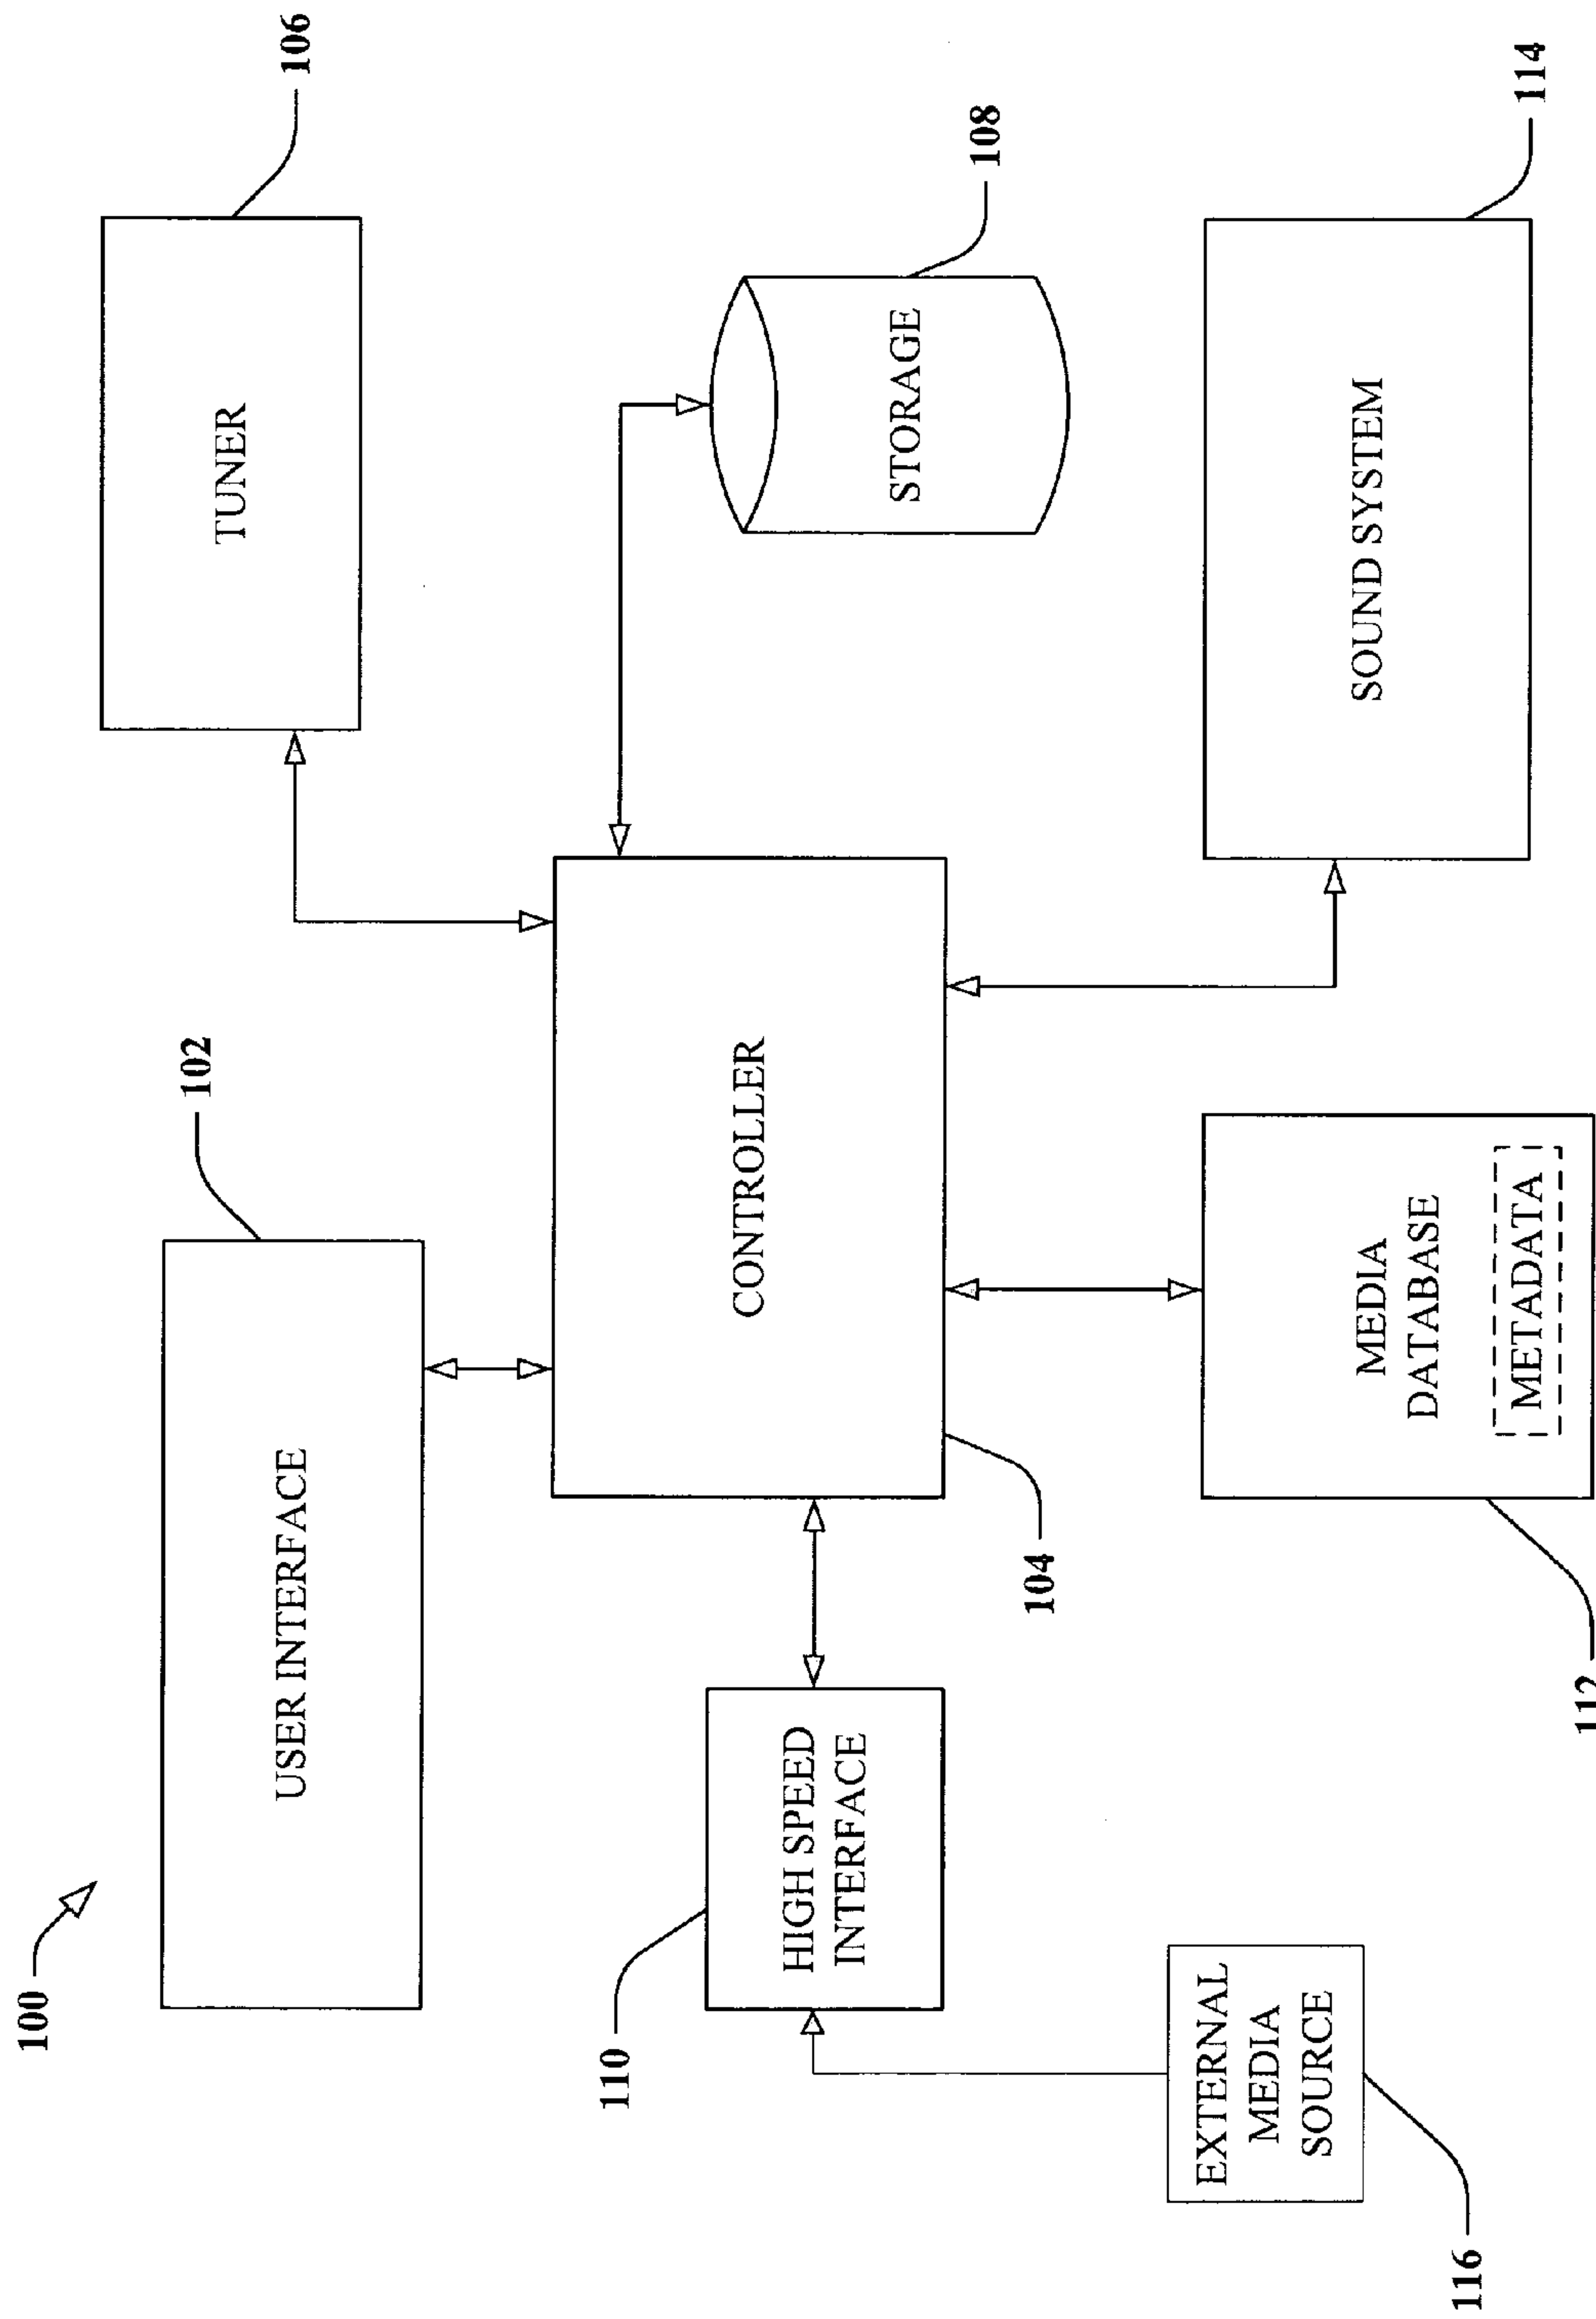 100
USER INTERFACE
102
TUNER
106
110
HIGH SPEED
INTERFACE
CONTROLLER
104
STORAGE
108
EXTERNAL
MEDIA
SOURCE
116
MEDIA
DATABASE
METADATA
112
SOUND SYSTEM
114